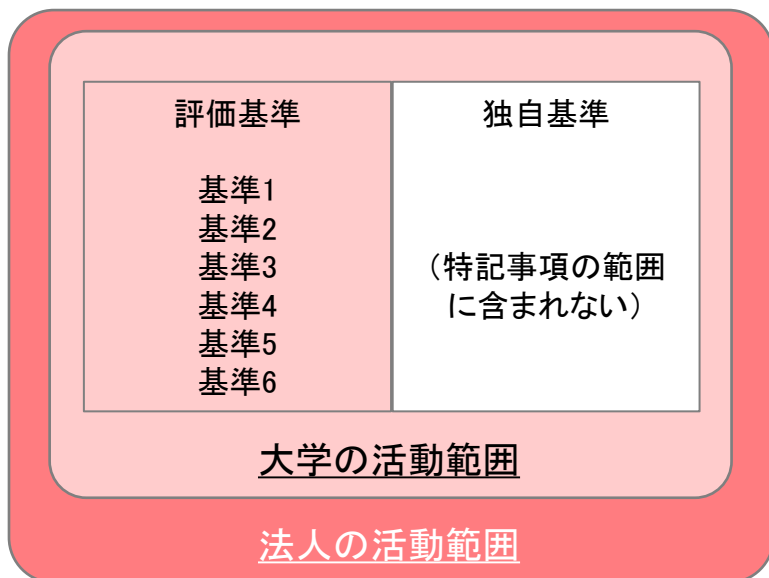 評価基準
基準1
基準2
基準3
基準4
基準5
基準6
独自基準
（特記事項の範囲
に含まれない）
大学の活動範囲
法人の活動範囲